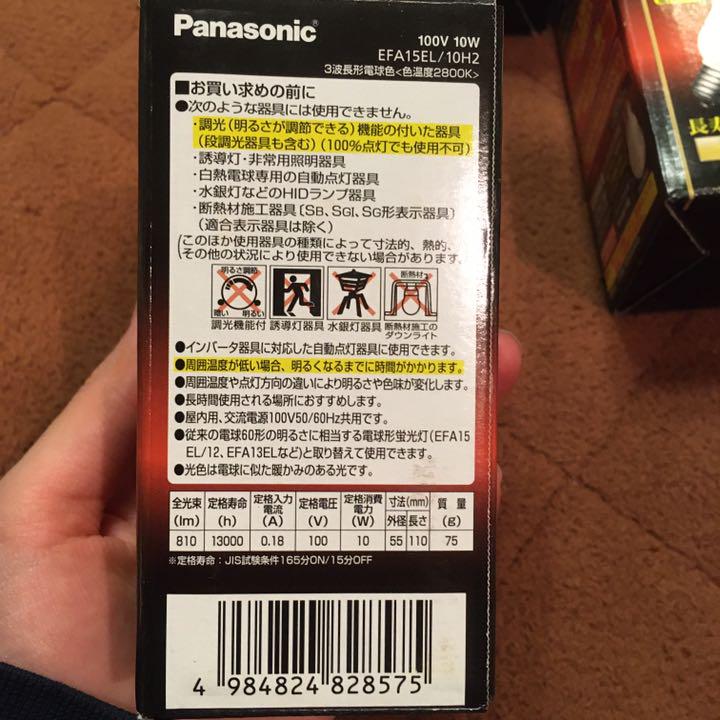 Panasonic®
100V 10W
EFA15EL/10H2
3波長形電球色<色温度2800K>
■お買い求めの前に
●次のような器具には使用できません。
・調光(明るさが調節できる)機能の付いた器具
(段調光器具も含む)(100%点灯でも使用不可)
・誘導灯・非常用照明器具
・白熱電球専用の自動点灯器具
・水銀灯などのHIDランプ器具
・断熱材施工器具〔SB、SGI、SG形表示器具〕
(適合表示器具は除く)
(このほか使用器具の種類によって寸法的、熱的、
その他の状況により使用できない場合があります。)
明るさ調節
暗い 明るい
断熱材
調光機能付 誘導灯器具 水銀灯器具 断熱材施工の
ダウンライト
●インバータ器具に対応した自動点灯器具に使用できます。
●周囲温度が低い場合、明るくなるまでに時間がかかります。
●周囲温度や点灯方向の違いにより明るさや色味が変化します。
●長時間使用される場所におすすめします。
●屋内用、交流電源100V50/60Hz共用です。
●従来の電球60形の明るさに相当する電球形蛍光灯(EFA15
EL/12、EFA13ELなど)と取り替えて使用できます。
●光色は電球に似た暖かみのある光です。
全光束 定格寿命 定格入力 定格電圧 定格消費 寸法(mm) 質量
(lm) (h) 電流(A) (V) 電力(W) 外径 長さ (g)
810 13000 0.18 100 10 55 110 75
※定格寿命:JIS試験条件165分ON/15分OFF
4 984824 828575
長寿